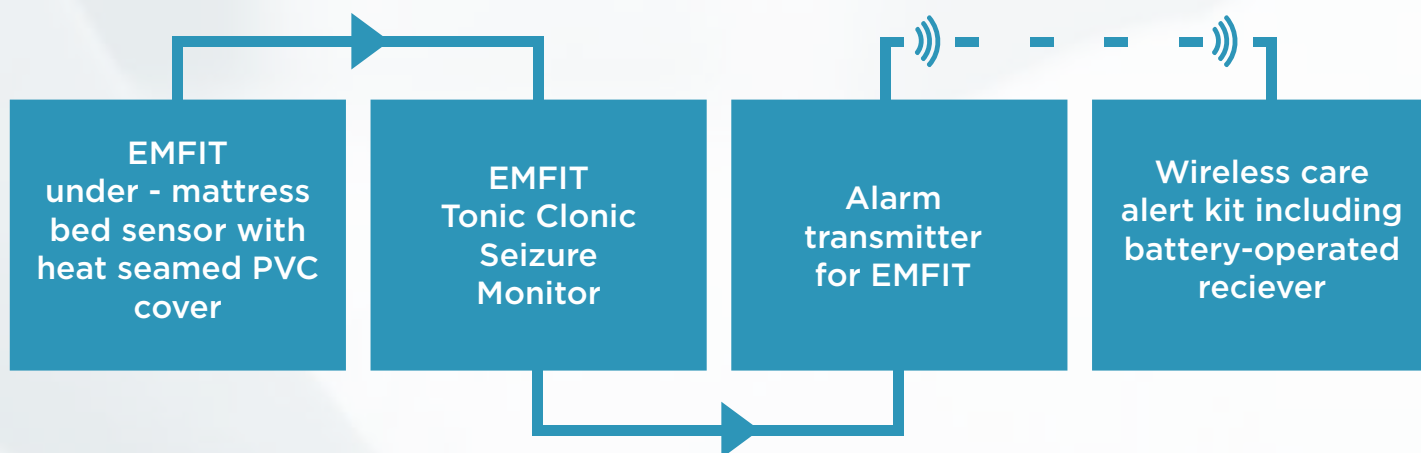 EMFIT
under - mattress
bed sensor with
heat seamed PVC
cover
EMFIT
Tonic Clonic
Seizure
Monitor
Alarm
transmitter
for EMFIT
Wireless care
alert kit including
battery-operated
reciever